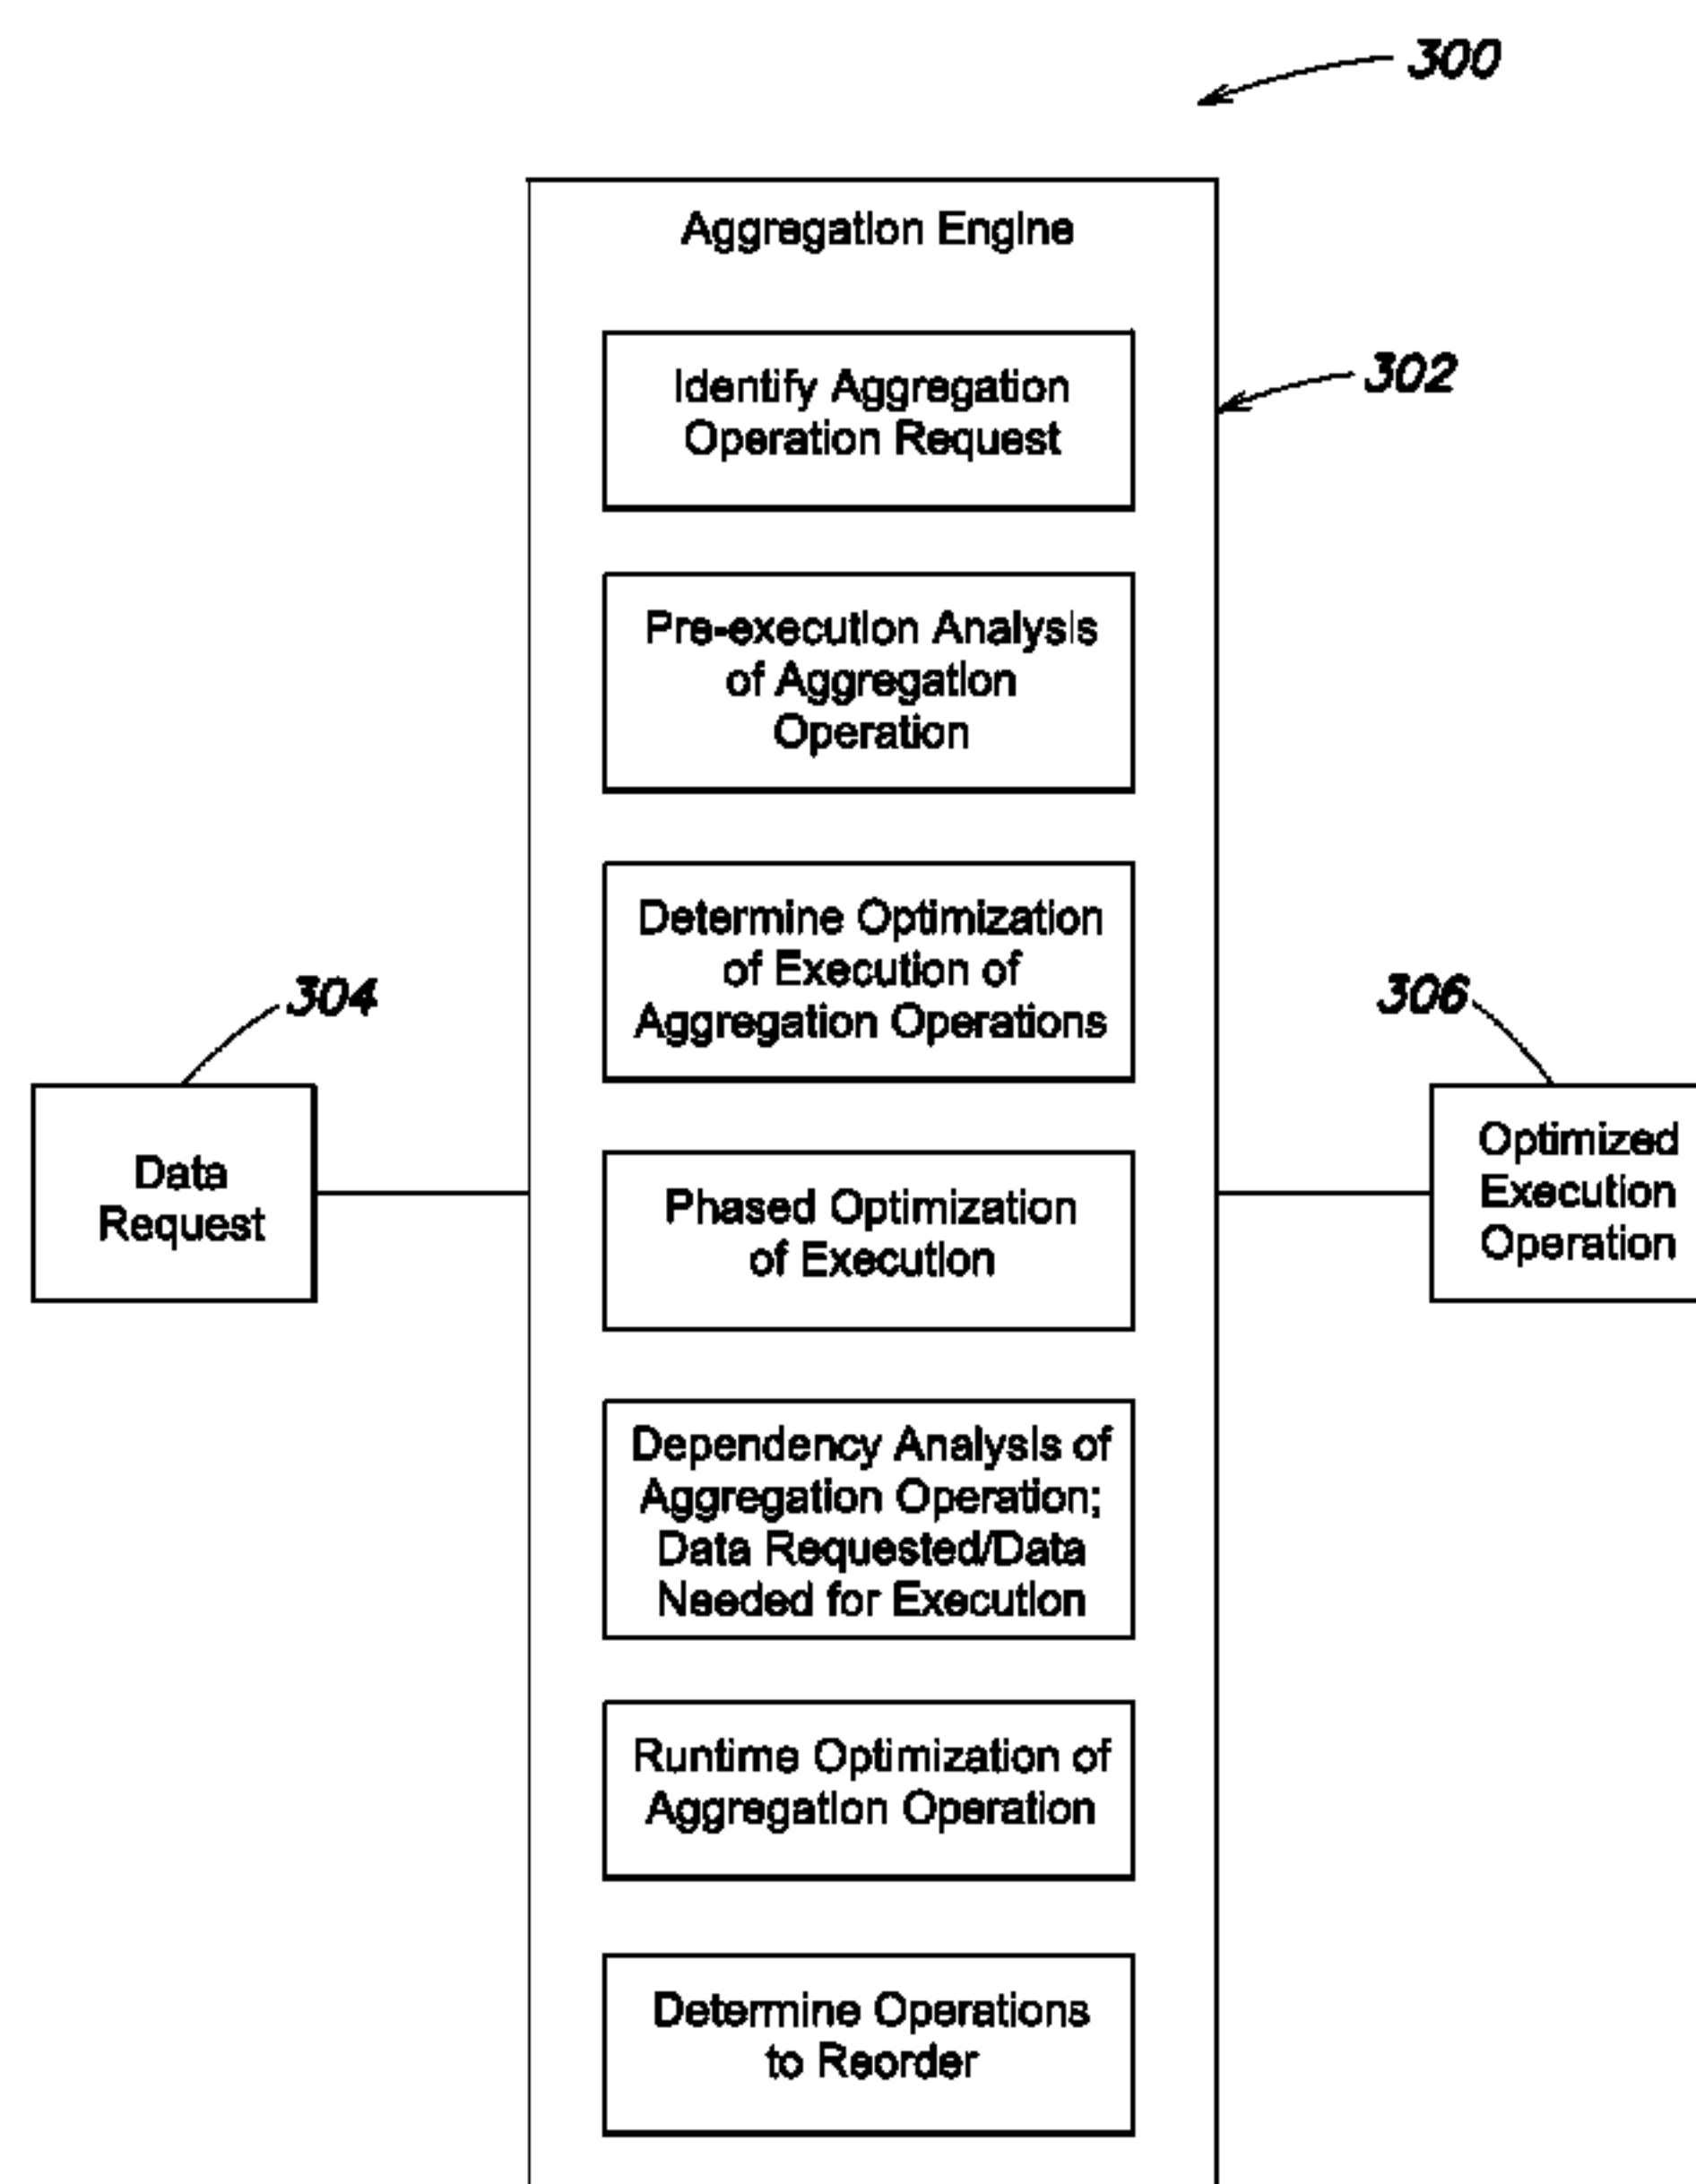 300
Aggregation Engine
302
Identify Aggregation
Operation Request
Pre-execution Analysis
of Aggregation
Operation
Determine Optimization
of Execution of
Aggregation Operations
304
Data
Request
306
Optimized
Execution
Operation
Phased Optimization
of Execution
Dependency Analysis of
Aggregation Operation;
Data Requested/Data
Needed for Execution
Runtime Optimization of
Aggregation Operation
Determine Operations
to Reorder